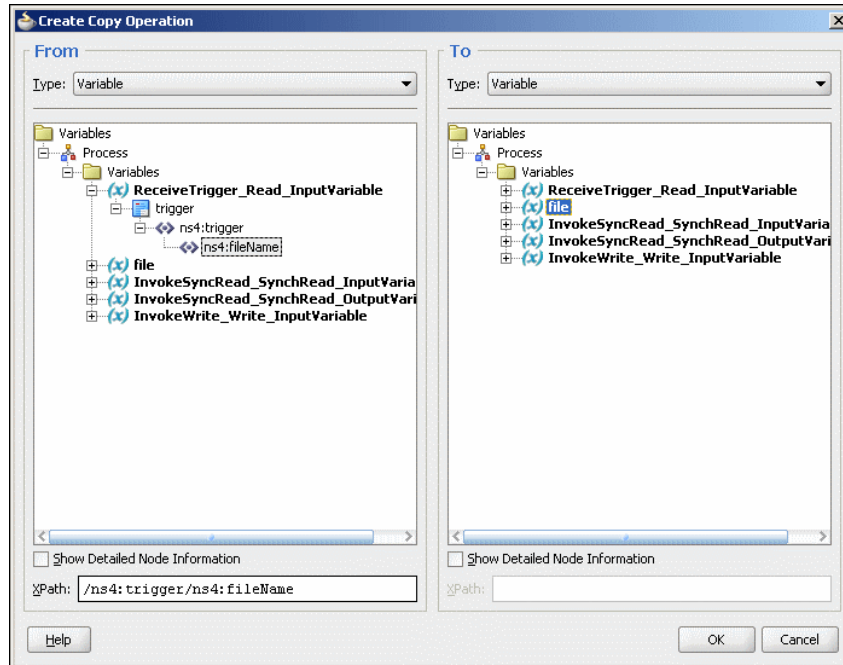 Create Copy Operation
From
Type: Variable
Variables
Process
Variables
(x) ReceiveTrigger_Read_InputVariable
trigger
ns4:trigger
ns4:fileName
(x) file
(x) InvokeSyncRead_SynchRead_InputVaria
(x) InvokeSyncRead_SynchRead_OutputVari
(x) InvokeWrite_Write_InputVariable
Show Detailed Node Information
XPath: /ns4:trigger/ns4:fileName
To
Type: Variable
Variables
Process
Variables
(x) ReceiveTrigger_Read_InputVariable
(x) file
(x) InvokeSyncRead_SynchRead_InputVaria
(x) InvokeSyncRead_SynchRead_OutputVari
(x) InvokeWrite_Write_InputVariable
Show Detailed Node Information
XPath:
Help
OK
Cancel